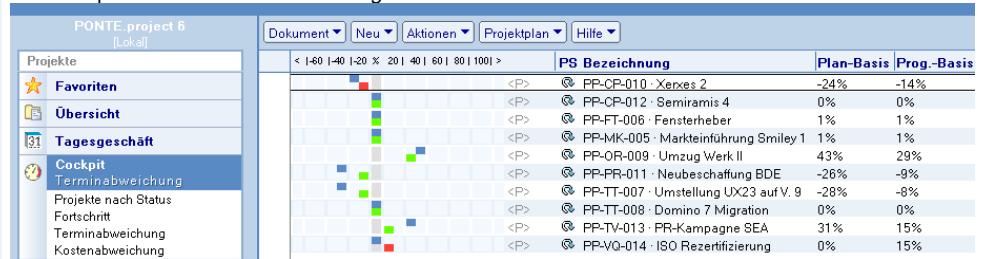 PONTE.project 6
[Lokal]
Projekte
Favoriten
Übersicht
31 Tagesgeschäft
Cockpit
Terminabweichung
Projekte nach Status
Fortschritt
Terminabweichung
Kostenabweichung
Dokument Neu Aktionen Projektplan Hilfe
< |-60 |-40 |-20 % 20| 40| 60| 80| 100| > PS Bezeichnung Plan-Basis Prog.-Basis
<P> PP-CP-010 · Xerxes 2 -24% -14%
<P> PP-CP-012 · Semiramis 4 0% 0%
<P> PP-FT-006 · Fensterheber 1% 1%
<P> PP-MK-005 · Markteinführung Smiley 1 1% 1%
<P> PP-OR-009 · Umzug Werk II 43% 29%
<P> PP-PR-011 · Neubeschaffung BDE -26% -9%
<P> PP-TT-007 · Umstellung UX23 auf V. 9 -28% -8%
<P> PP-TT-008 · Domino 7 Migration 0% 0%
<P> PP-TV-013 · PR-Kampagne SEA 31% 15%
<P> PP-VQ-014 · ISO Rezertifizierung 0% 15%